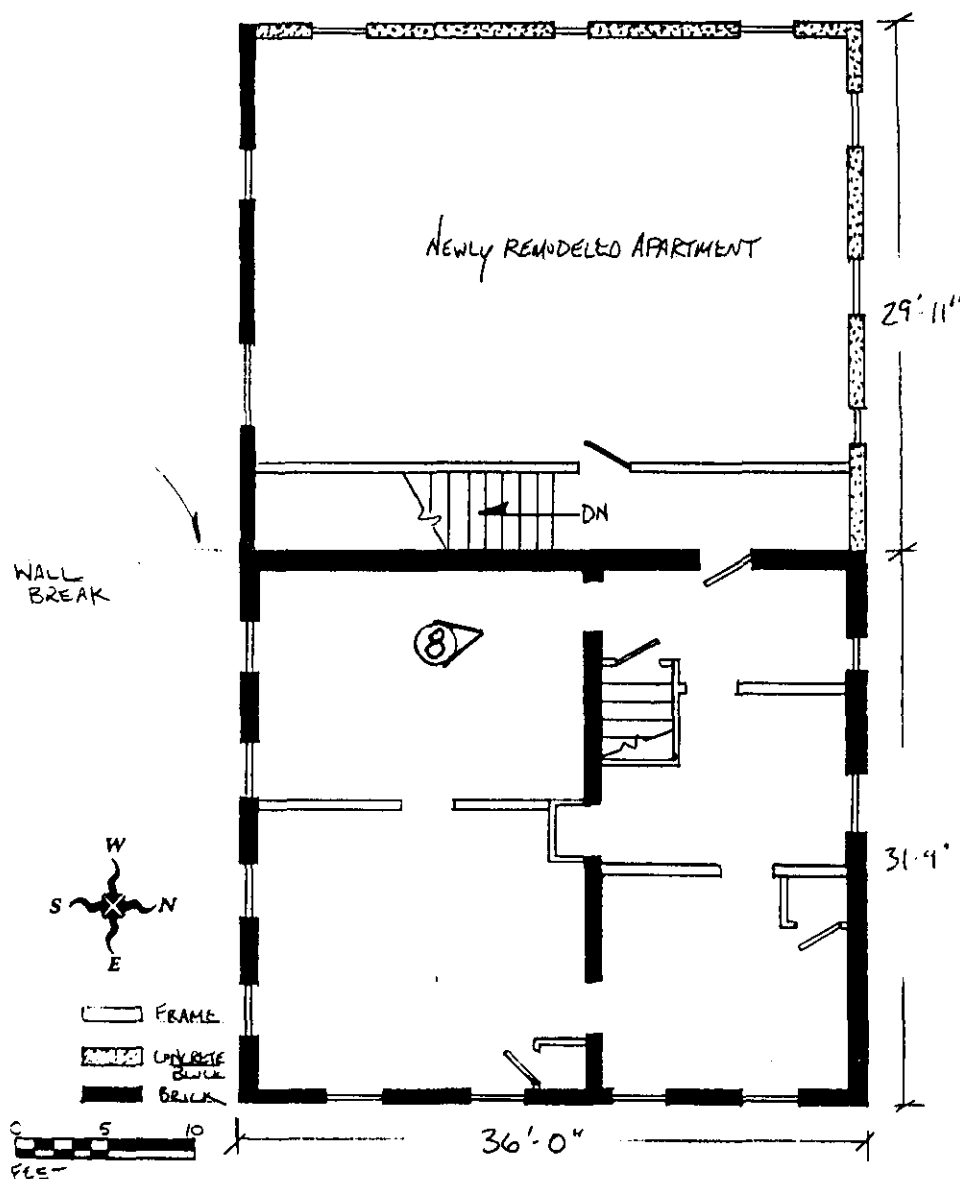 NEWLY REMODELED APARTMENT
29'-11"
DN
WALL
BREAK
8
W
S N
E
31-9"
FRAME
CONCRETE
BLOCK
BRICK
0 5 10
FEET
36'-0"